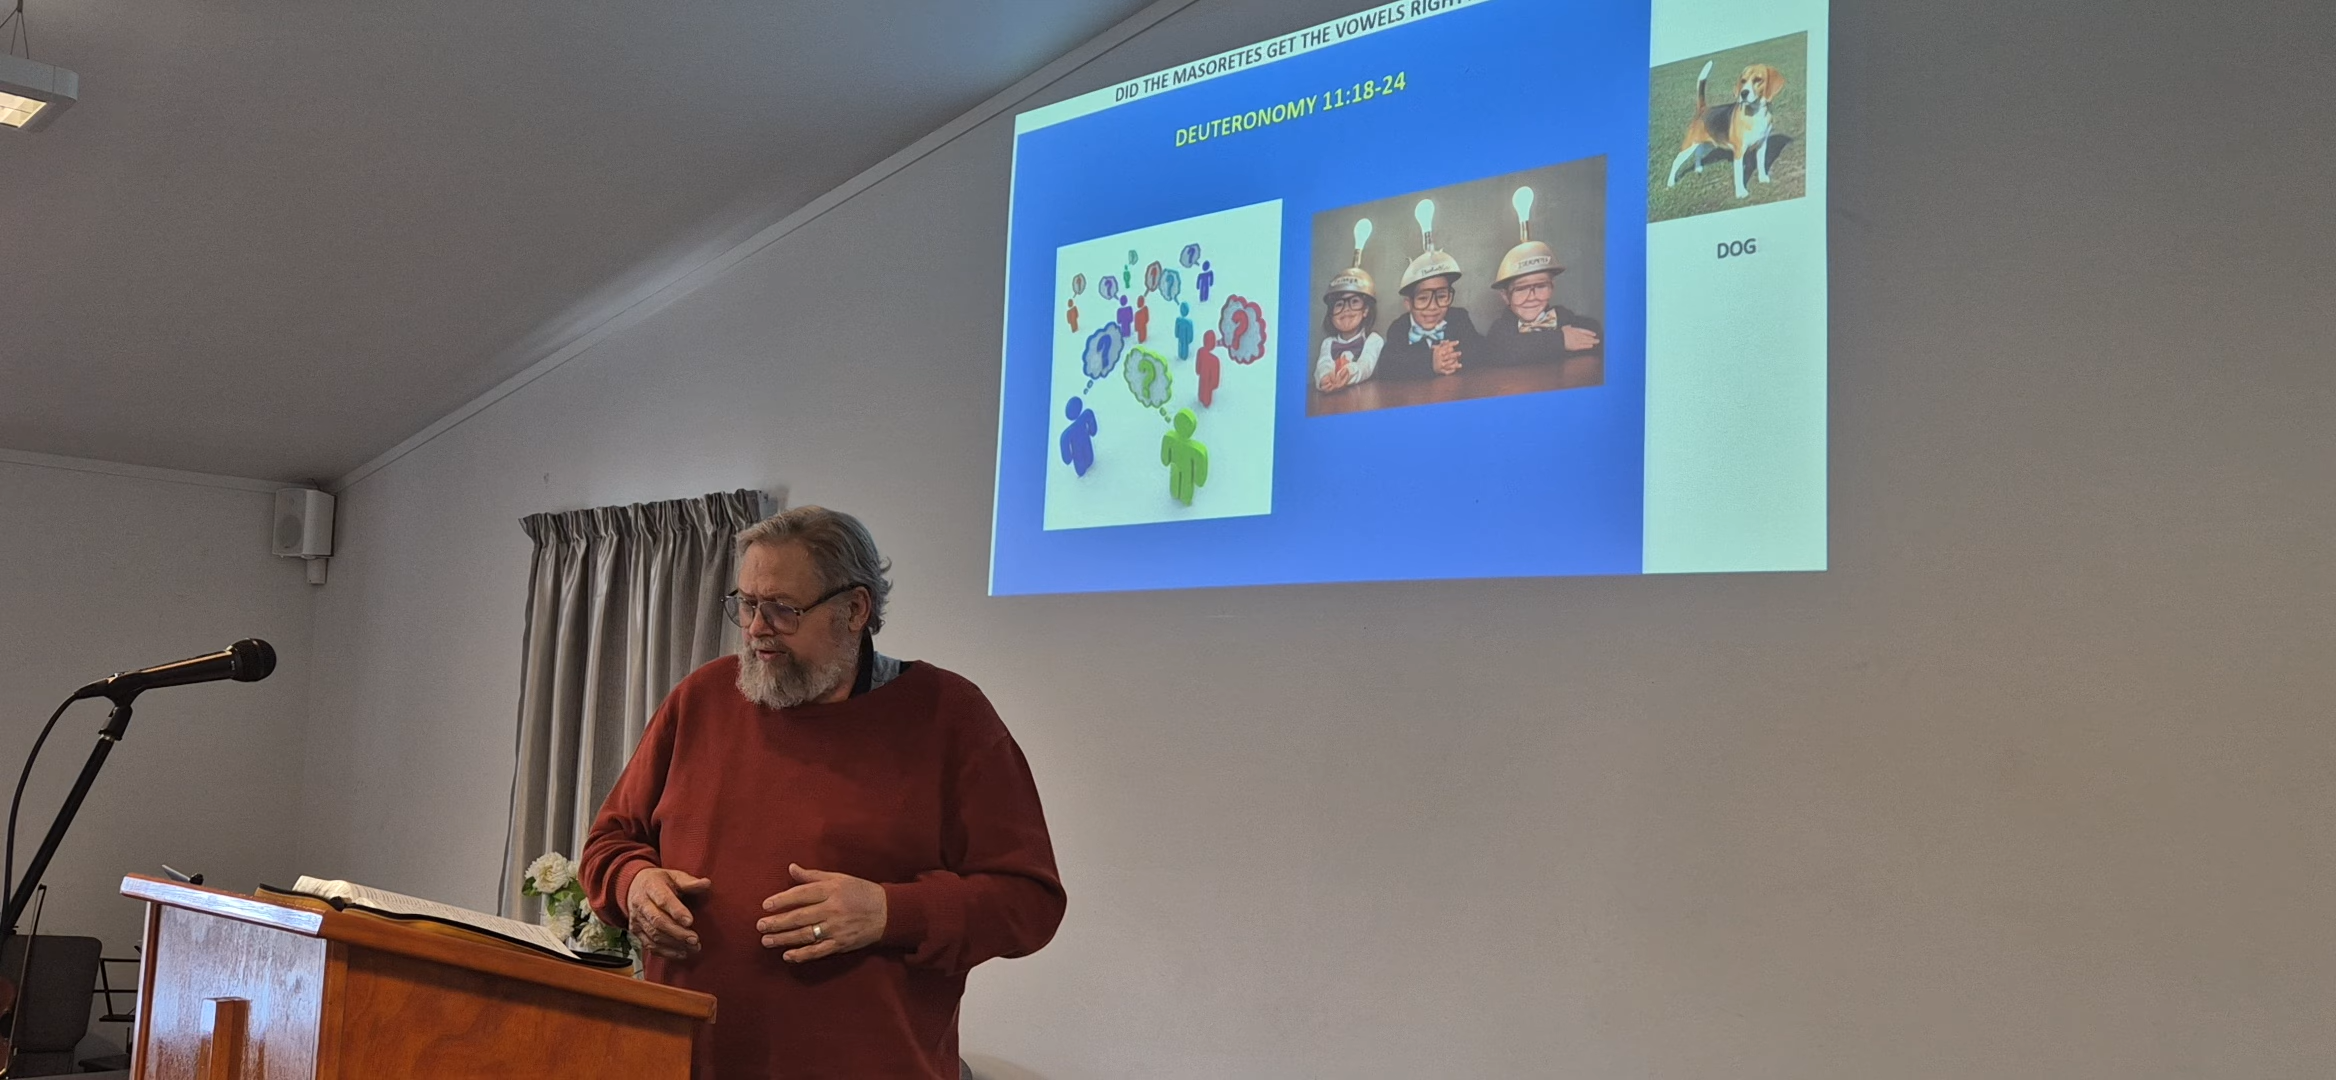 DID THE MASORETES GET THE VOWELS RIGHT
DEUTERONOMY 11:18-24
DOG